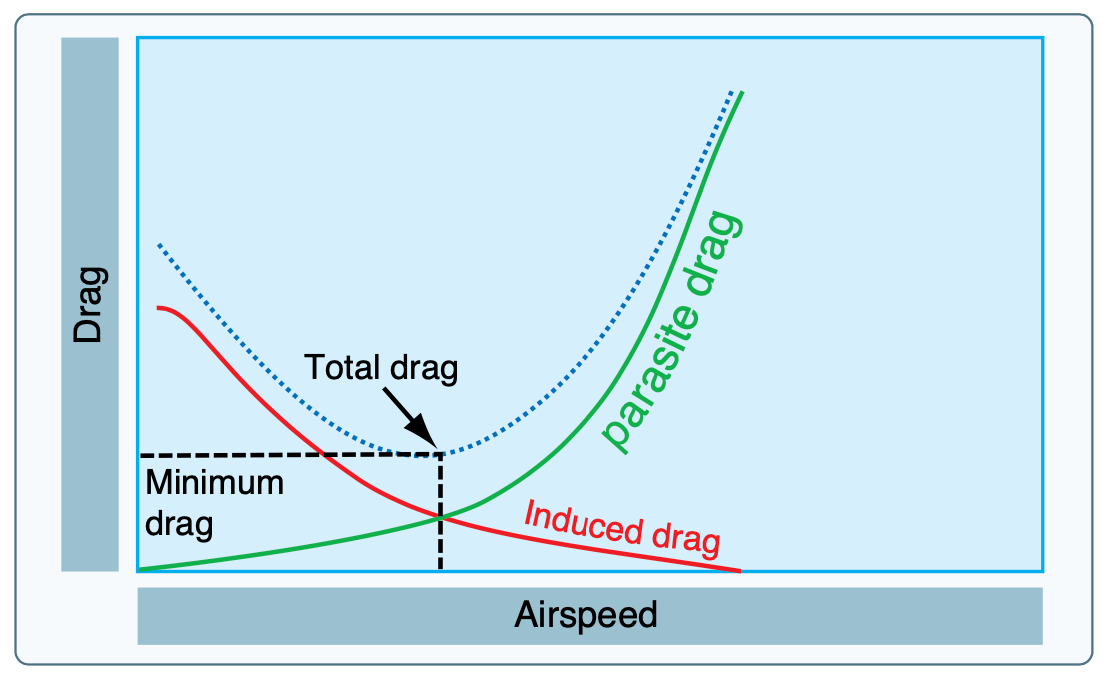 Drag
Total drag
Minimum
drag
parasite drag
Induced drag
Airspeed